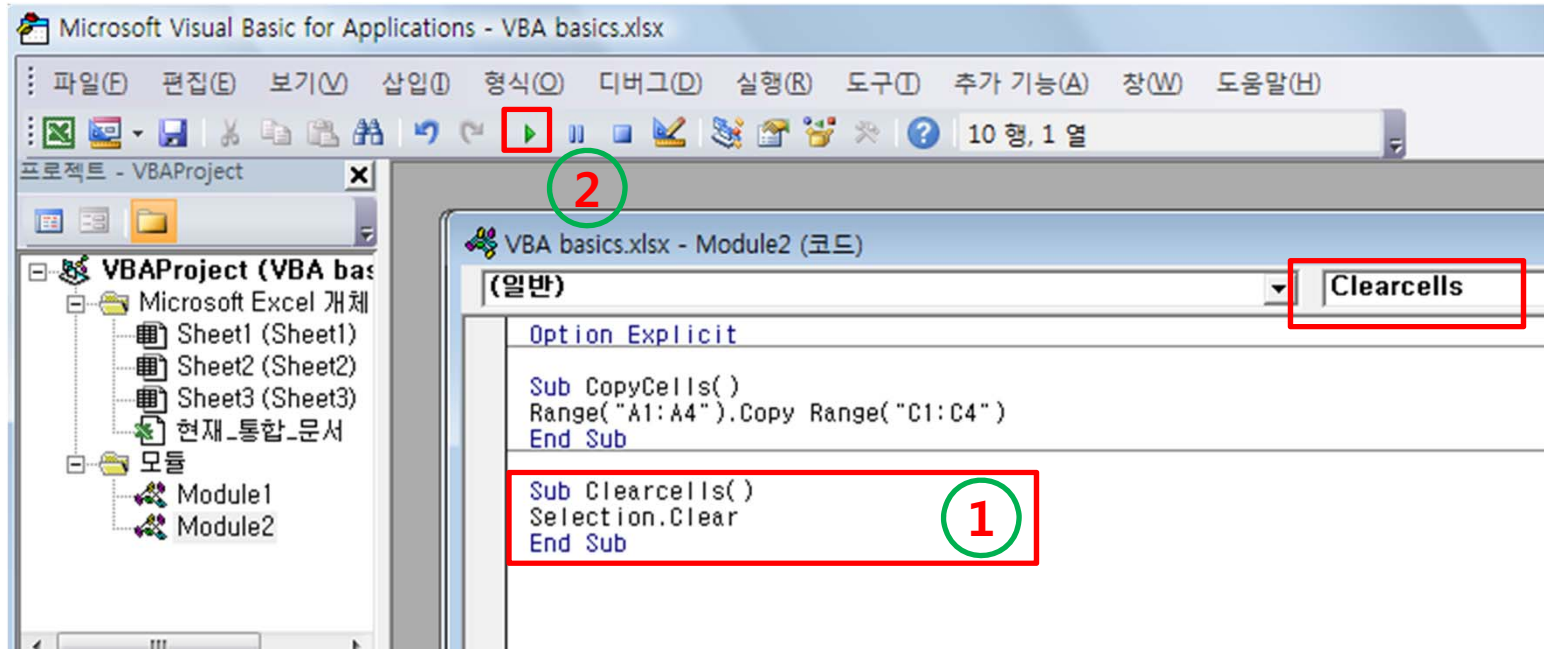 Microsoft Visual Basic for Applications - VBA basics.xlsx
파일(F) 편집(E) 보기(V) 삽입(I) 형식(O) 디버그(D) 실행(R) 도구(T) 추가 기능(A) 창(W) 도움말(H)
10 행, 1 열
프로젝트 - VBAProject
2
VBAProject (VBA bas
Microsoft Excel 개체
Sheet1 (Sheet1)
Sheet2 (Sheet2)
Sheet3 (Sheet3)
현재_통합_문서
모듈
Module1
Module2
VBA basics.xlsx - Module2 (코드)
(일반) Clearcells
Option Explicit
Sub CopyCells()
Range("A1:A4").Copy Range("C1:C4")
End Sub
Sub Clearcells()
Selection.Clear
End Sub
1